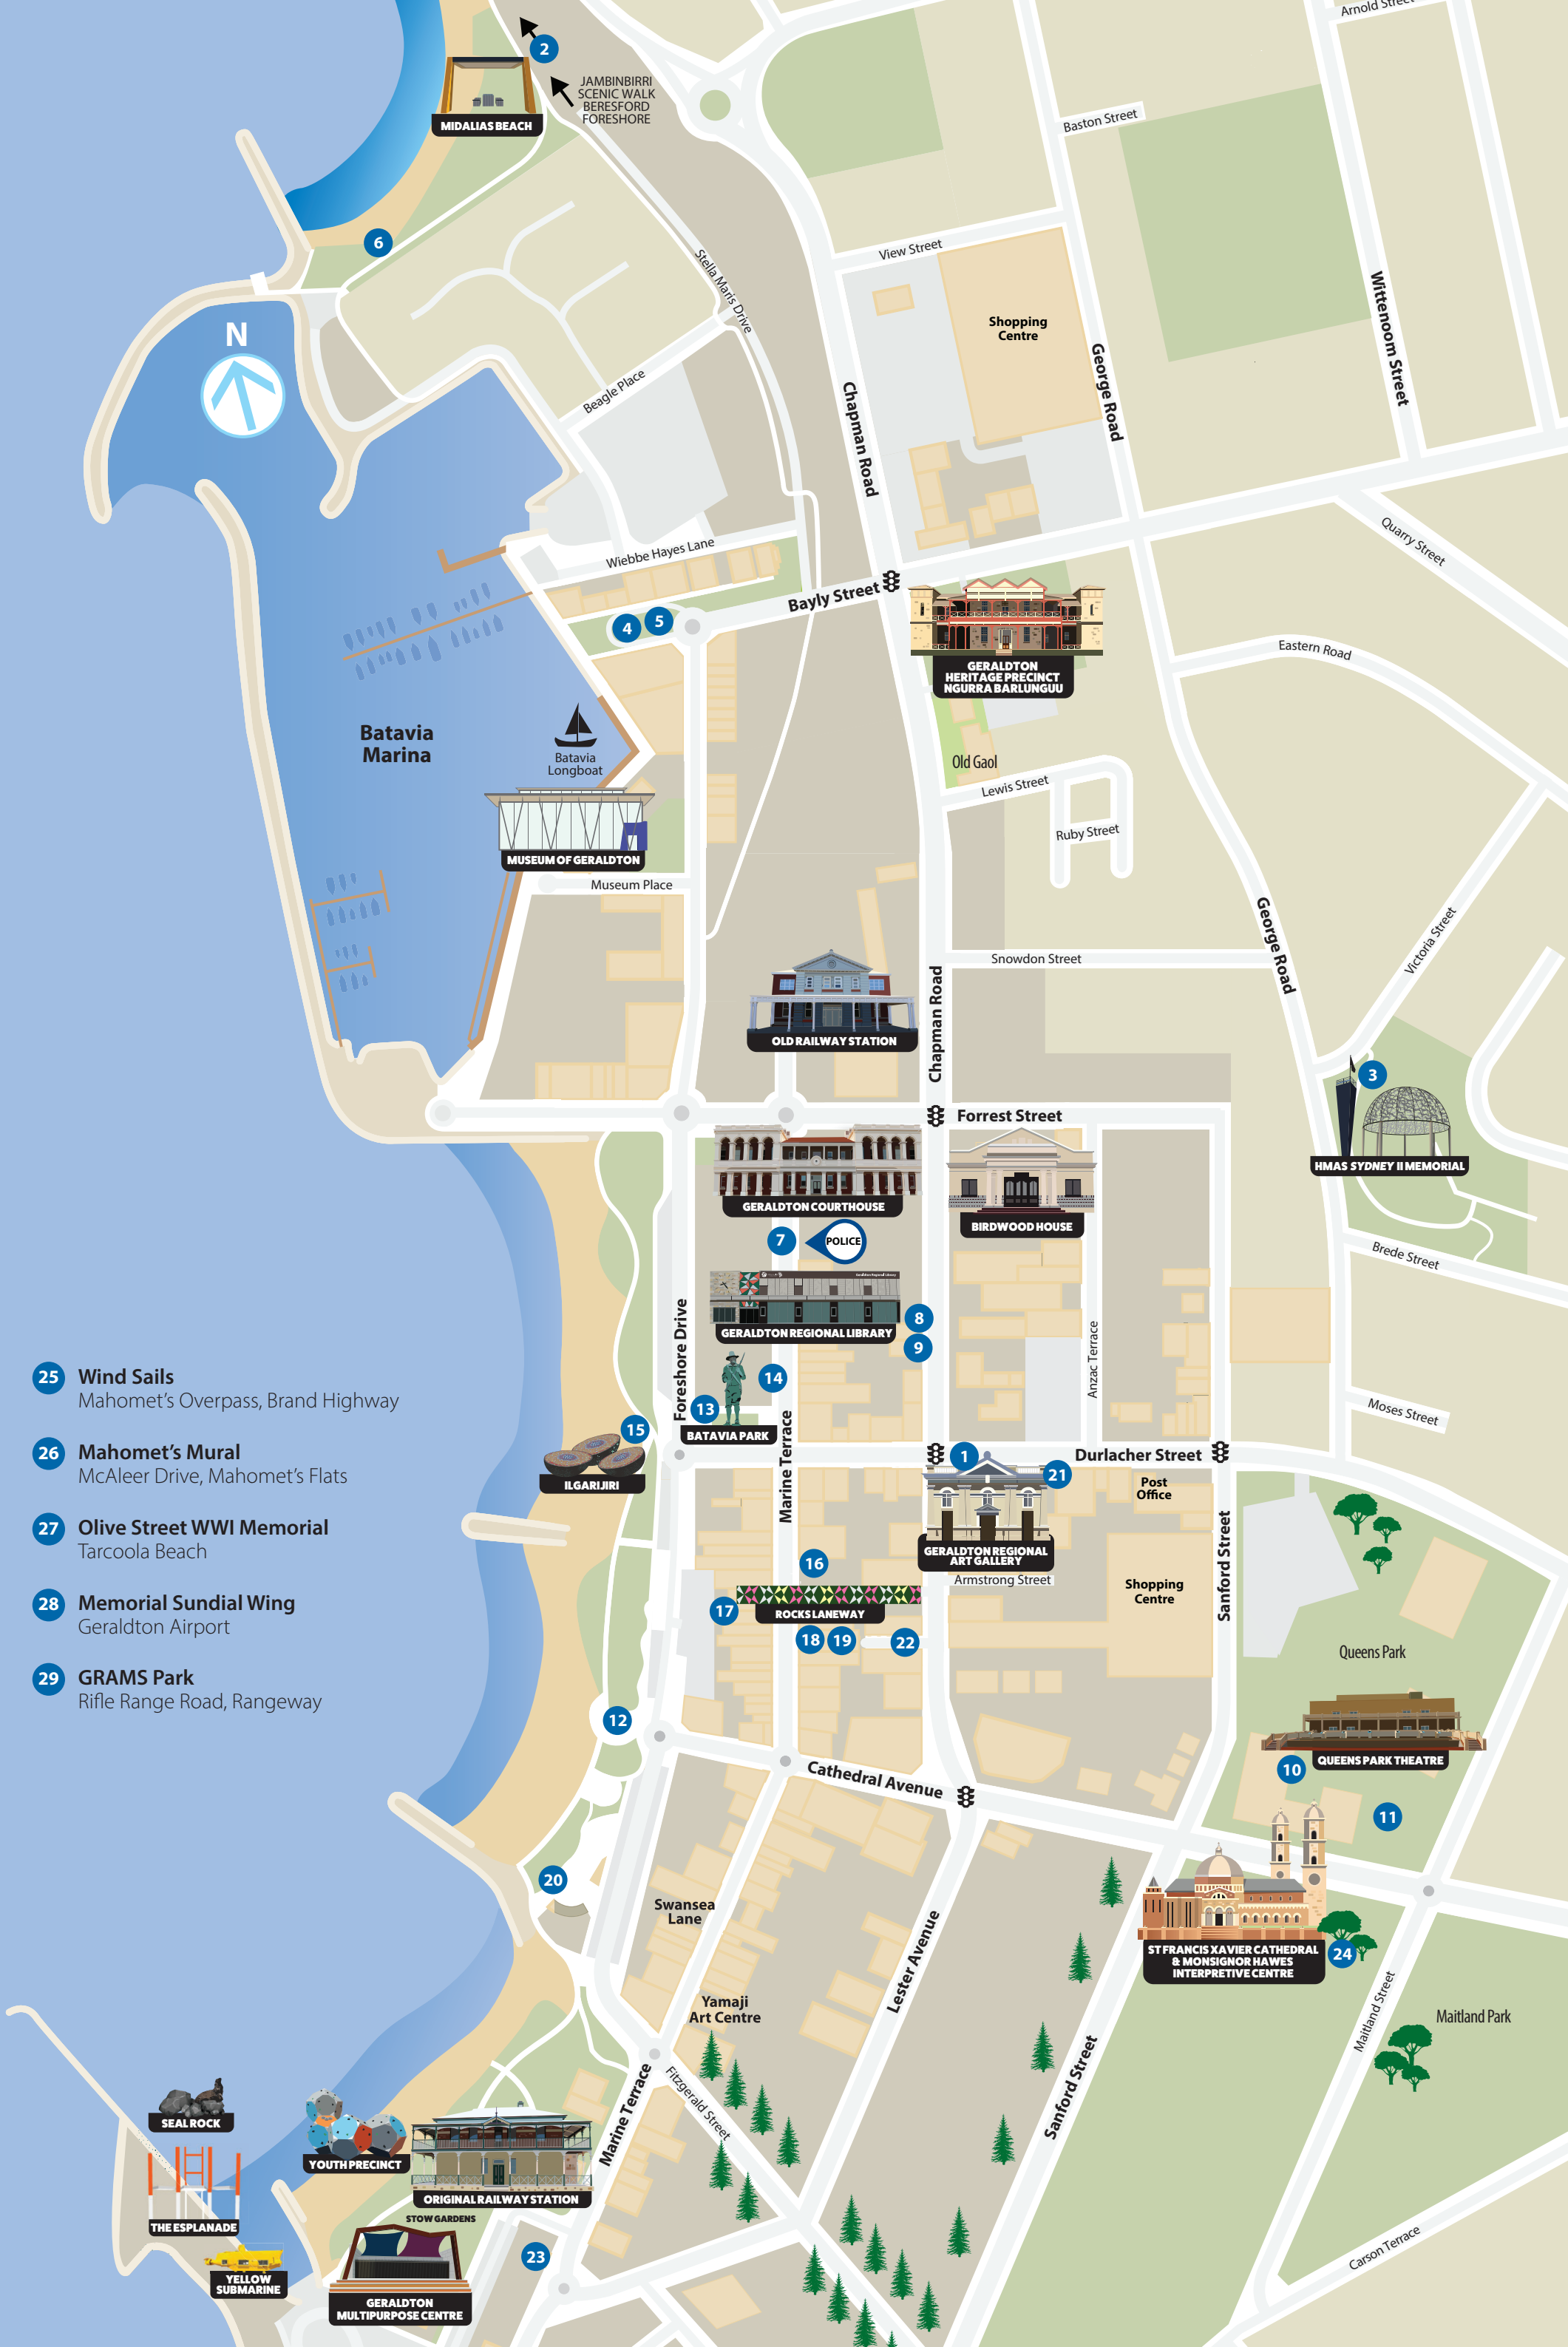 Arnold Street
2
JAMBINBIRRI
SCENIC WALK
BERESFORD
FORESHORE
MIDALIAS BEACH
Baston Street
6
View Street
Stella Maris Drive
N
Shopping
Centre
Wittenoom Street
George Road
Beagle Place
Chapman Road
Quarry Street
Wiebbe Hayes Lane
Bayly Street
4
5
GERALDTON
HERITAGE PRECINCT
NGURRA BARLUNGUU
Eastern Road
Batavia
Marina
Batavia
Longboat
Old Gaol
Lewis Street
Ruby Street
MUSEUM OF GERALDTON
Museum Place
George Road
Victoria Street
Snowdon Street
Chapman Road
OLD RAILWAY STATION
3
HMAS SYDNEY II MEMORIAL
Forrest Street
GERALDTON COURTHOUSE
BIRDWOOD HOUSE
7
POLICE
Brede Street
Geraldton Regional Library
GERALDTON REGIONAL LIBRARY
8
9
Foreshore Drive
Anzac Terrace
14
13
BATAVIA PARK
Moses Street
25
Wind Sails
Mahomet's Overpass, Brand Highway
26
Mahomet's Mural
McAleer Drive, Mahomet's Flats
27
Olive Street WWI Memorial
Tarcoola Beach
28
Memorial Sundial Wing
Geraldton Airport
29
GRAMS Park
Rifle Range Road, Rangeway
15
ILGARIJIRI
Marine Terrace
1
Durlacher Street
21
Post
Office
GERALDTON REGIONAL
ART GALLERY
Armstrong Street
16
Shopping
Centre
Sanford Street
ROCKS LANEWAY
17
18
19
22
Queens Park
12
QUEENS PARK THEATRE
10
11
Cathedral Avenue
20
Swansea
Lane
Lester Avenue
ST FRANCIS XAVIER CATHEDRAL
& MONSIGNOR HAWES
INTERPRETIVE CENTRE
24
Yamaji
Art Centre
Maitland Street
Maitland Park
Sanford Street
Marine Terrace
Fitzgerald Street
SEAL ROCK
YOUTH PRECINCT
ORIGINAL RAILWAY STATION
STOW GARDENS
THE ESPLANADE
23
YELLOW
SUBMARINE
GERALDTON
MULTIPURPOSE CENTRE
Carson Terrace